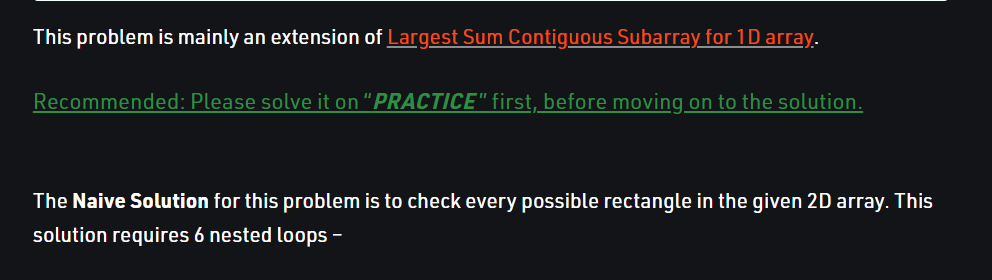 This problem is mainly an extension of Largest Sum Contiguous Subarray for 1D array.
Recommended: Please solve it on “PRACTICE” first, before moving on to the solution.
The Naive Solution for this problem is to check every possible rectangle in the given 2D array. This
solution requires 6 nested loops –